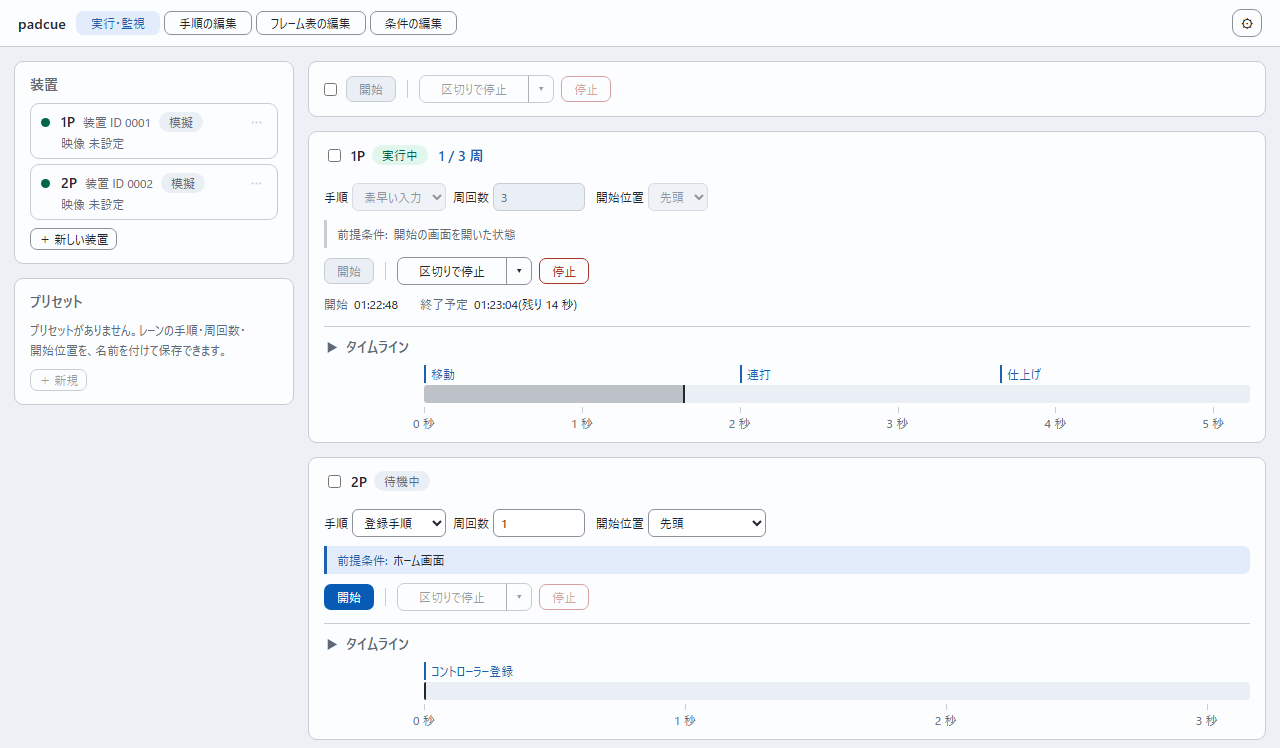 padcue 実行・監視 手順の編集 フレーム表の編集 条件の編集
装置
1P 装置 ID 0001 模擬 …
映像 未設定
2P 装置 ID 0002 模擬 …
映像 未設定
+ 新しい装置
プリセット
プリセットがありません。レーンの手順・周回数・
開始位置を、名前を付けて保存できます。
+ 新規
開始 区切りで停止 停止
1P 実行中 1 / 3 周
手順 素早い入力 周回数 3 開始位置 先頭
前提条件: 開始の画面を開いた状態
開始 区切りで停止 停止
開始 01:22:48 終了予定 01:23:04(残り 14 秒)
タイムライン
移動 連打 仕上げ
0 秒 1 秒 2 秒 3 秒 4 秒 5 秒
2P 待機中
手順 登録手順 周回数 1 開始位置 先頭
前提条件: ホーム画面
開始 区切りで停止 停止
タイムライン
コントローラー登録
0 秒 1 秒 2 秒 3 秒